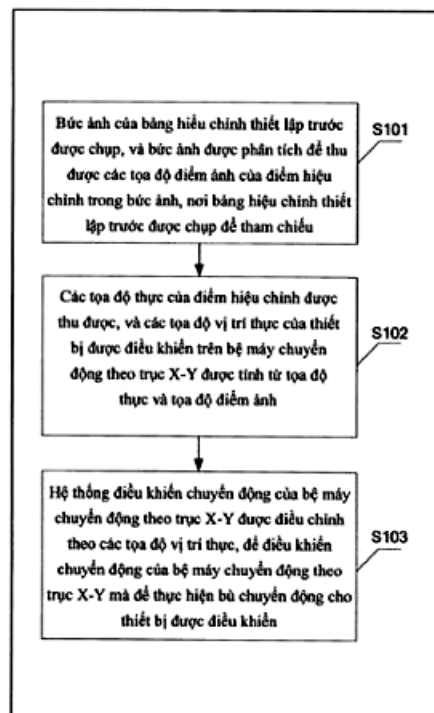 Bức ảnh của bảng hiểu chỉnh thiết lập trước
được chụp, và bức ảnh được phân tích để thu
được các tọa độ điểm ảnh của điểm hiệu
chỉnh trong bức ảnh, nơi bảng hiệu chỉnh thiết
lập trước được chụp để tham chiếu
S101
Các tọa độ thực của điểm hiệu chỉnh được
thu được, và các tọa độ vị trí thực của thiết
bị được điều khiển trên bệ máy chuyển
động theo trục X-Y được tính từ tọa độ
thực và tọa độ điểm ảnh
S102
Hệ thống điều khiển chuyển động của bệ máy
chuyển động theo trục X-Y được điều chỉnh
theo các tọa độ vị trí thực, để điều khiển
chuyển động của bệ máy chuyển động theo
trục X-Y mà để thực hiện bù chuyển động cho
thiết bị được điều khiển
S103